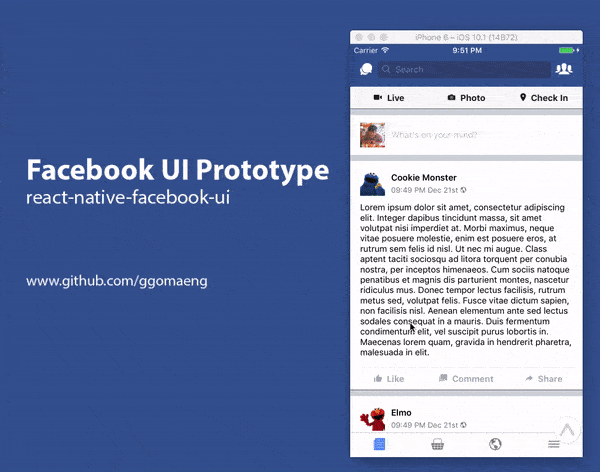 Facebook UI Prototype
react-native-facebook-ui
www.github.com/ggomaeng
iPhone 6 – iOS 10.1 (14B72)
Carrier 9:51 PM
Search
Live Photo Check In
What's on your mind?
Cookie Monster
09:49 PM Dec 21st
Lorem ipsum dolor sit amet, consectetur adipiscing
elit. Integer dapibus tincidunt massa, sit amet
volutpat nisi imperdiet at. Morbi maximus, neque
vitae posuere molestie, enim est posuere eros, at
rutrum sem felis id nisl. Ut nec mi augue. Class
aptent taciti sociosqu ad litora torquent per conubia
nostra, per inceptos himenaeos. Cum sociis natoque
penatibus et magnis dis parturient montes, nascetur
ridiculus mus. Donec tempor lectus facilisis, rutrum
metus sed, volutpat felis. Fusce vitae dictum sapien,
non facilisis nisl. Aenean elementum ante sed lectus
sodales consequat in a mauris. Duis fermentum
condimentum elit, vel suscipit purus lobortis in.
Maecenas lorem quam, gravida in hendrerit pharetra,
malesuada in elit.
Like Comment Share
Elmo
09:49 PM Dec 21st